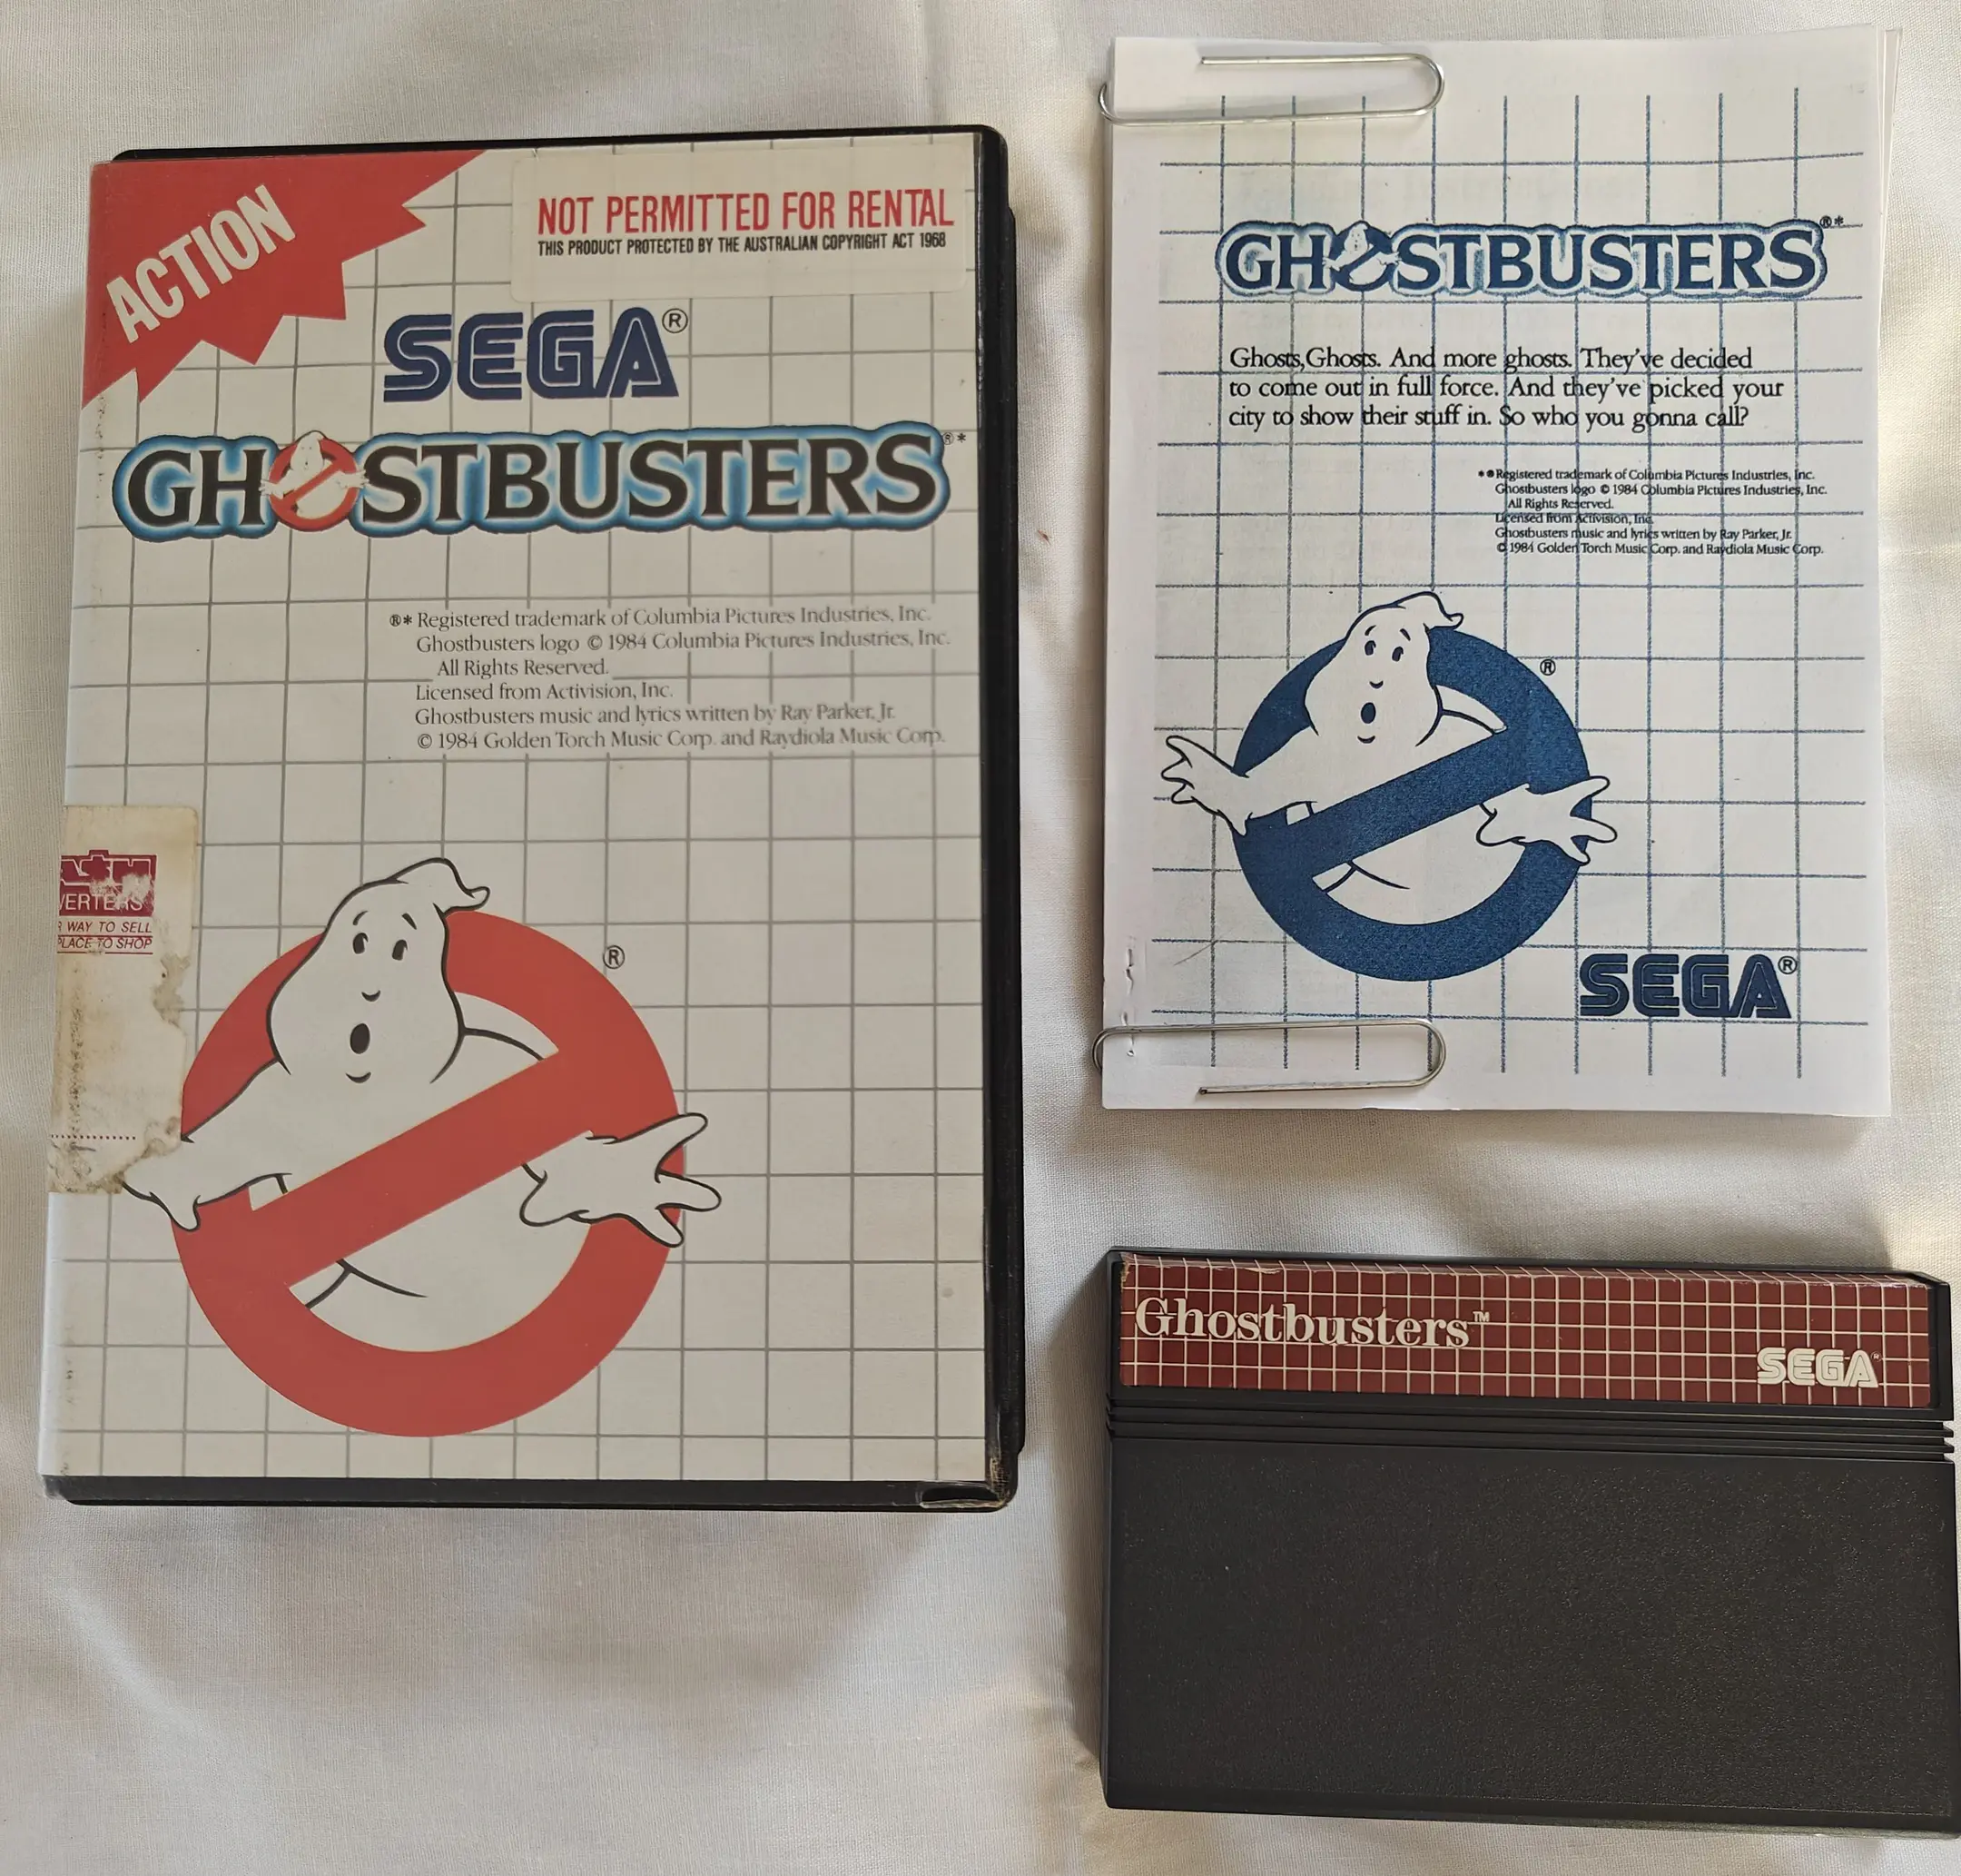 ACTION
NOT PERMITTED FOR RENTAL
THIS PRODUCT PROTECTED BY THE AUSTRALIAN COPYRIGHT ACT 1968
SEGA®
GHOSTBUSTERS®*
®* Registered trademark of Columbia Pictures Industries, Inc.
Ghostbusters logo © 1984 Columbia Pictures Industries, Inc.
All Rights Reserved.
Licensed from Activision, Inc.
Ghostbusters music and lyrics written by Ray Parker, Jr.
© 1984 Golden Torch Music Corp. and Raydiola Music Corp.
VERTERS
WAY TO SELL
PLACE TO SHOP
®
GHOSTBUSTERS®*
Ghosts,Ghosts. And more ghosts. They've decided
to come out in full force. And they've picked your
city to show their stuff in. So who you gonna call?
*®Registered trademark of Columbia Pictures Industries, Inc.
Ghostbusters logo © 1984 Columbia Pictures Industries, Inc.
All Rights Reserved.
Licensed from Activision, Inc.
Ghostbusters music and lyrics written by Ray Parker, Jr.
© 1984 Golden Torch Music Corp. and Raydiola Music Corp.
®
SEGA®
Ghostbusters™
SEGA®